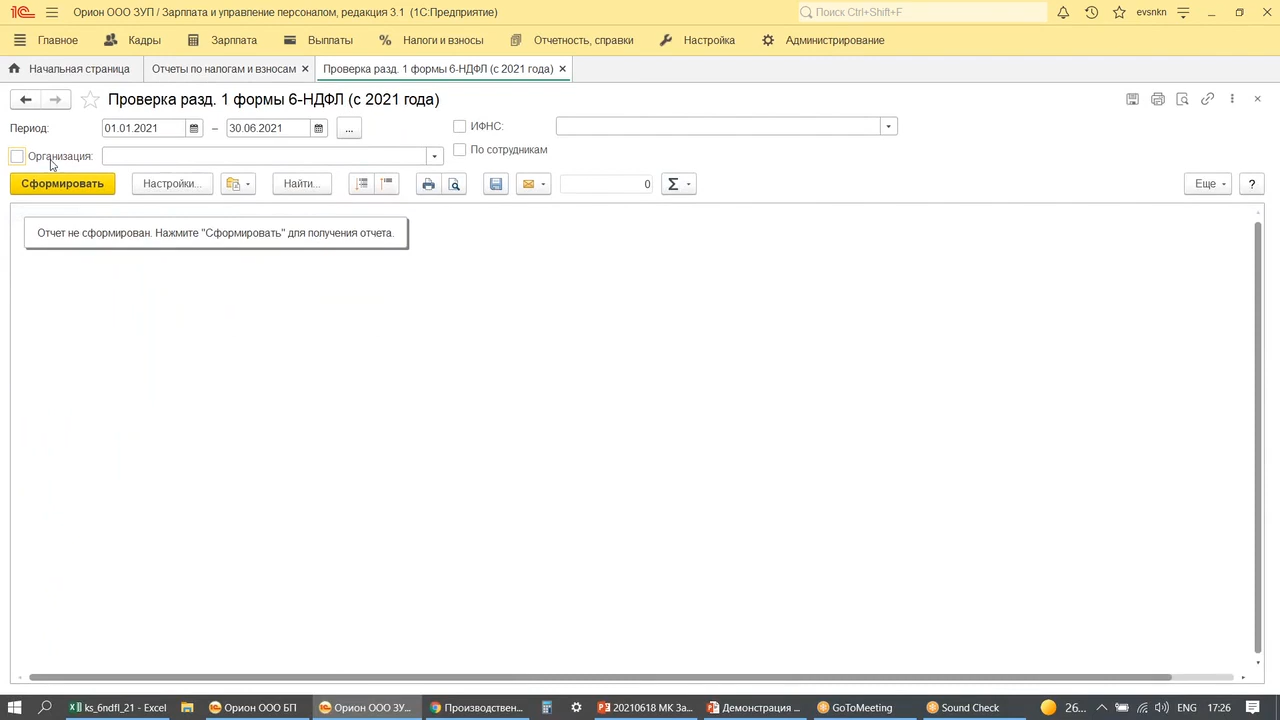 Орион ООО ЗУП / Зарплата и управление персоналом, редакция 3.1 (1С:Предприятие)
Поиск Ctrl+Shift+F
evsnkn
Главное
Кадры
Зарплата
Выплаты
Налоги и взносы
Отчетность, справки
Настройка
Администрирование
Начальная страница
Отчеты по налогам и взносам
Проверка разд. 1 формы 6-НДФЛ (с 2021 года)
Проверка разд. 1 формы 6-НДФЛ (с 2021 года)
Период: 01.01.2021 – 30.06.2021 ...
ИФНС:
Организация:
По сотрудникам
Сформировать
Настройки...
Найти...
0
Σ
Еще
?
Отчет не сформирован. Нажмите "Сформировать" для получения отчета.
ks_6ndfl_21 - Excel
Орион ООО БП
Орион ООО ЗУ...
Производствен...
20210618 МК За...
Демонстрация ...
GoToMeeting
Sound Check
26...
ENG
17:26